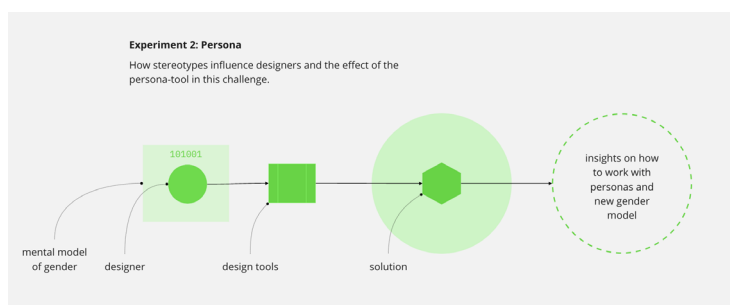 Experiment 2: Persona
How stereotypes influence designers and the effect of the
persona-tool in this challenge.
101001
insights on how
to work with
personas and
new gender
model
mental model
of gender
designer
design tools
solution